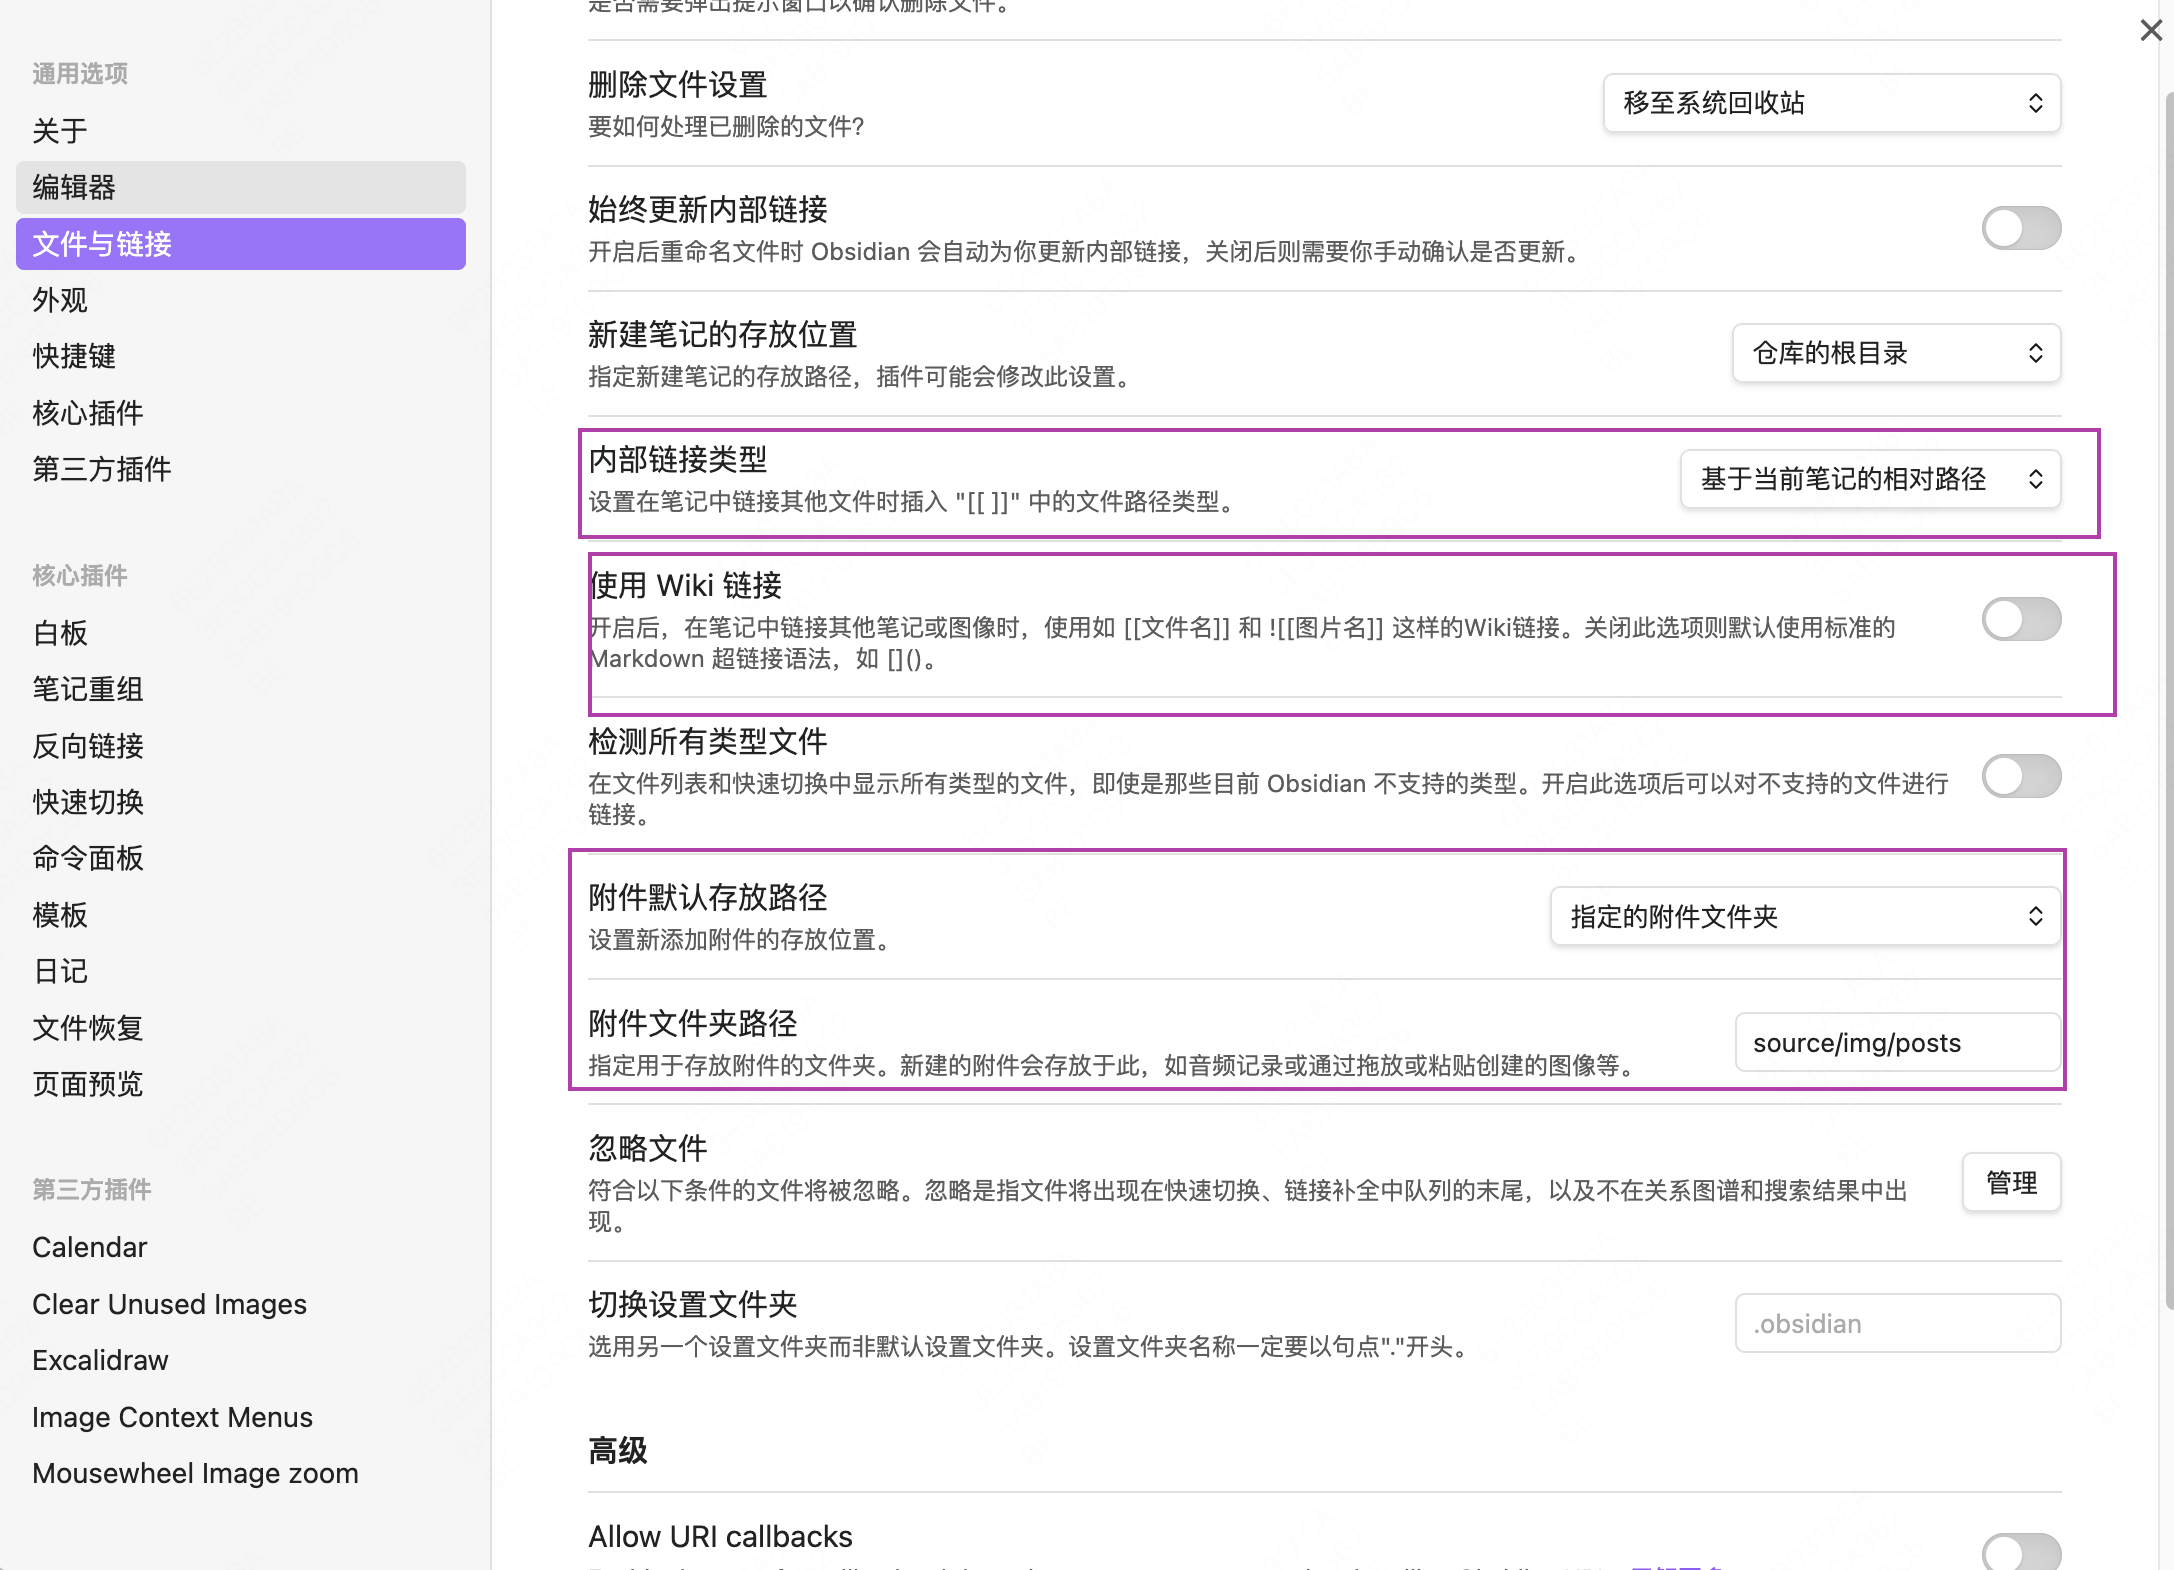 通用选项
关于
编辑器
文件与链接
外观
快捷键
核心插件
第三方插件
核心插件
白板
笔记重组
反向链接
快速切换
命令面板
模板
日记
文件恢复
页面预览
第三方插件
Calendar
Clear Unused Images
Excalidraw
Image Context Menus
Mousewheel Image zoom
是否需要弹出提示窗口以确认删除文件。
删除文件设置
要如何处理已删除的文件?
移至系统回收站
始终更新内部链接
开启后重命名文件时 Obsidian 会自动为你更新内部链接，关闭后则需要你手动确认是否更新。
新建笔记的存放位置
指定新建笔记的存放路径，插件可能会修改此设置。
仓库的根目录
内部链接类型
设置在笔记中链接其他文件时插入 "[[ ]]" 中的文件路径类型。
基于当前笔记的相对路径
使用 Wiki 链接
开启后，在笔记中链接其他笔记或图像时，使用如 [[文件名]] 和 ![[图片名]] 这样的Wiki链接。关闭此选项则默认使用标准的
Markdown 超链接语法，如 []()。
检测所有类型文件
在文件列表和快速切换中显示所有类型的文件，即使是那些目前 Obsidian 不支持的类型。开启此选项后可以对不支持的文件进行
链接。
附件默认存放路径
设置新添加附件的存放位置。
指定的附件文件夹
附件文件夹路径
指定用于存放附件的文件夹。新建的附件会存放于此，如音频记录或通过拖放或粘贴创建的图像等。
source/img/posts
忽略文件
符合以下条件的文件将被忽略。忽略是指文件将出现在快速切换、链接补全中队列的末尾，以及不在关系图谱和搜索结果中出
现。
管理
切换设置文件夹
选用另一个设置文件夹而非默认设置文件夹。设置文件夹名称一定要以句点"."开头。
.obsidian
高级
Allow URI callbacks